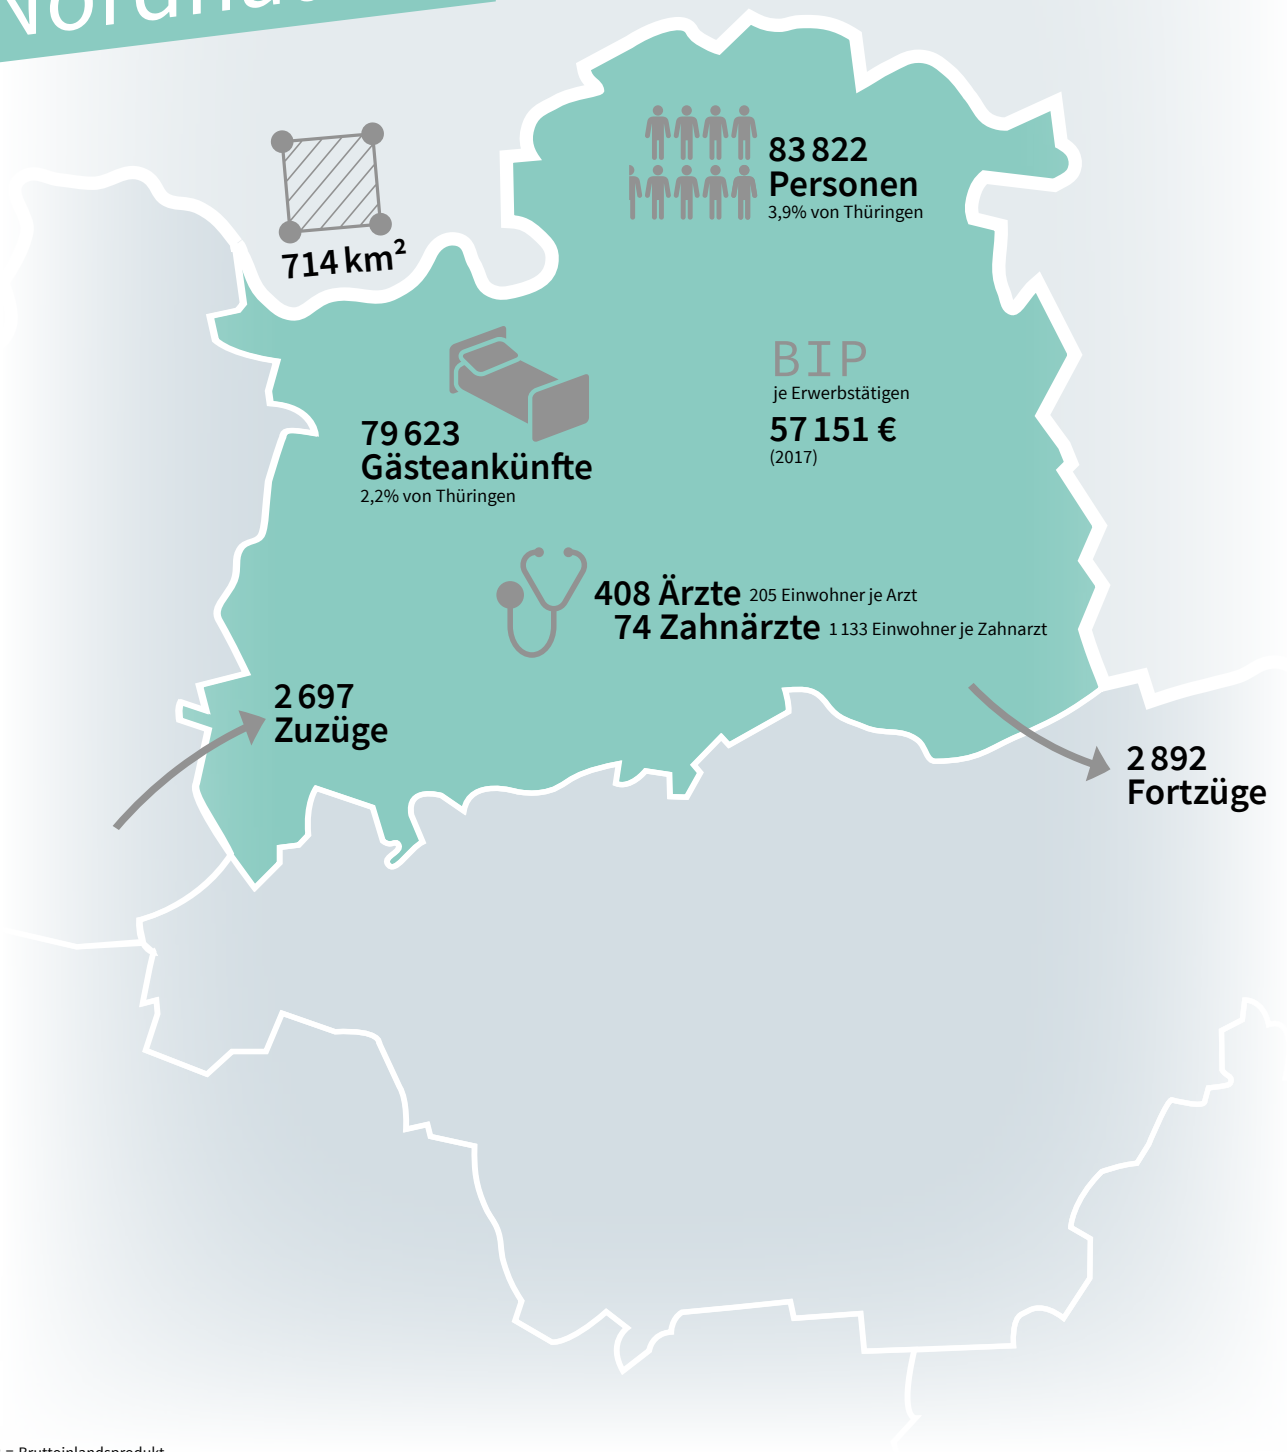 714 km²
83 822
Personen
3,9% von Thüringen
BIP
je Erwerbstätigen
57 151 €
(2017)
79 623
Gästeankünfte
2,2% von Thüringen
408 Ärzte 205 Einwohner je Arzt
74 Zahnärzte 1 133 Einwohner je Zahnarzt
2 697
Zuzüge
2 892
Fortzüge
= Bruttoinlandsprodukt